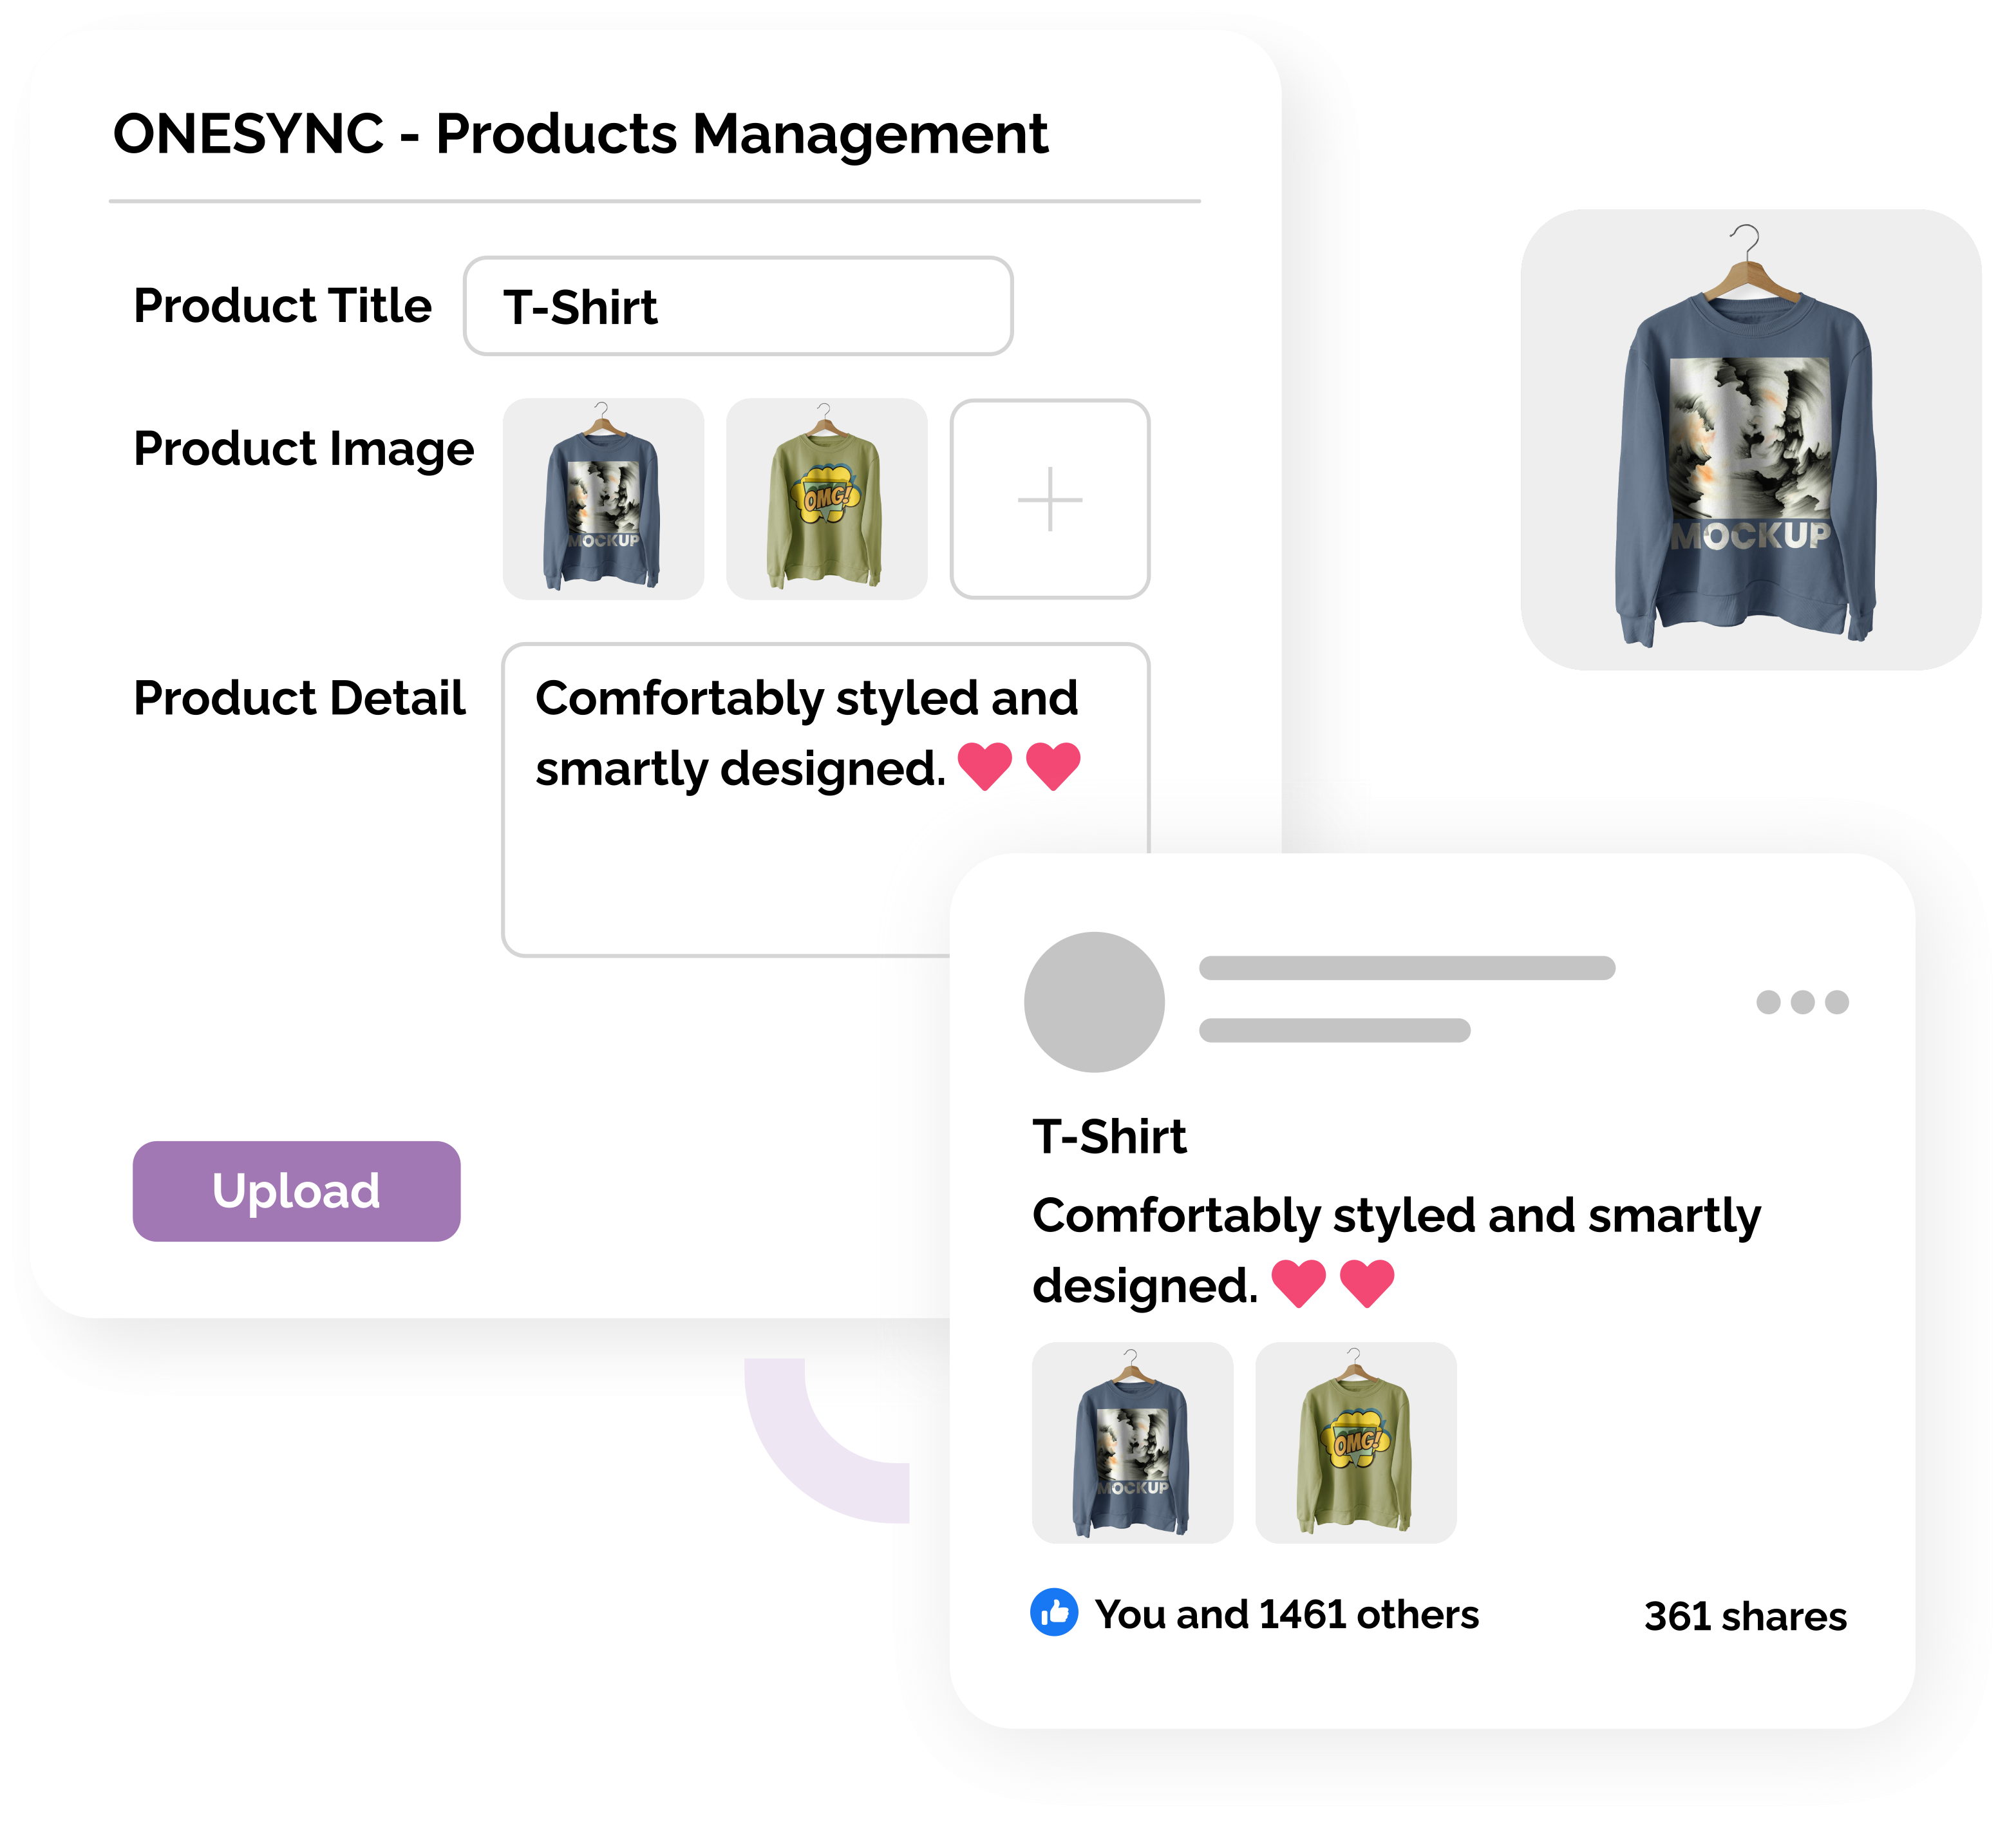 ONESYNC - Products Management
Product Title
T-Shirt
Product Image
MOCKUP
OMG!
Product Detail
Comfortably styled and
smartly designed.
Upload
MOCKUP
T-Shirt
Comfortably styled and smartly
designed.
MOCKUP
OMG!
You and 1461 others
361 shares